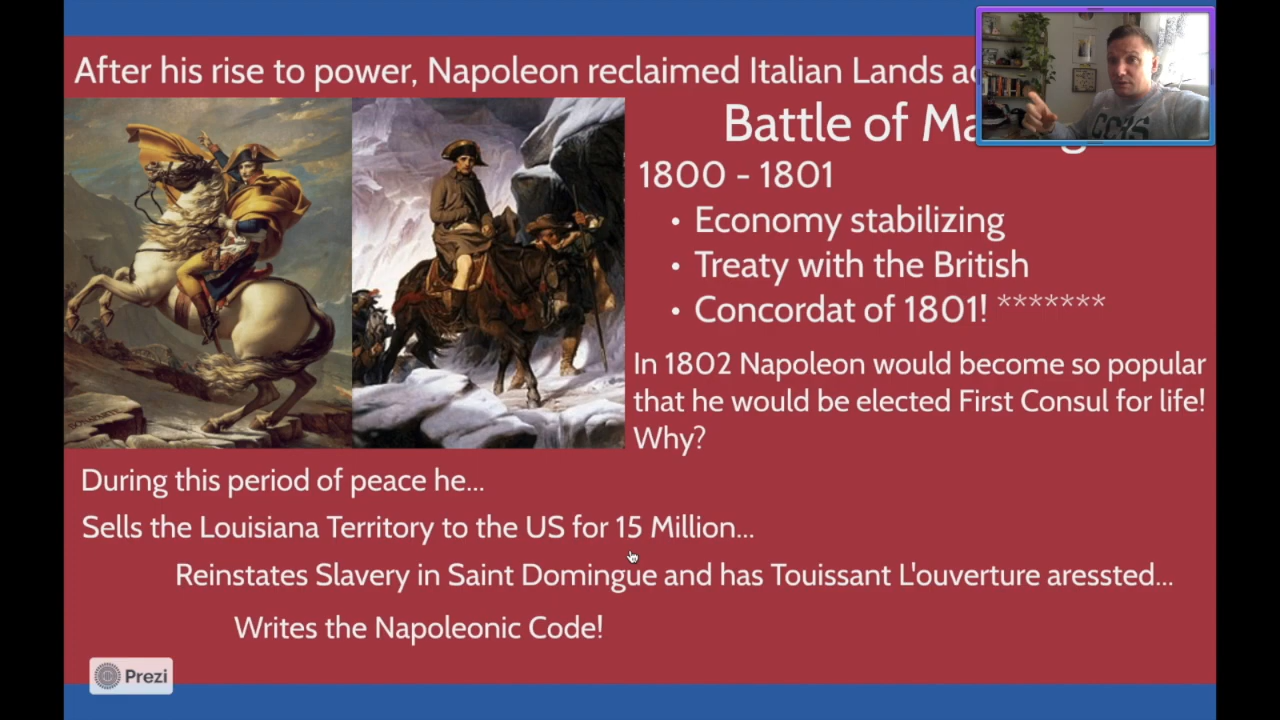 After his rise to power, Napoleon reclaimed Italian Lands
Battle of
1800 - 1801
• Economy stabilizing
• Treaty with the British
• Concordat of 1801! *******
In 1802 Napoleon would become so popular
that he would be elected First Consul for life!
Why?
During this period of peace he...
Sells the Louisiana Territory to the US for 15 Million...
Reinstates Slavery in Saint Domingue and has Touissant L'ouverture aressted...
Writes the Napoleonic Code!
Prezi